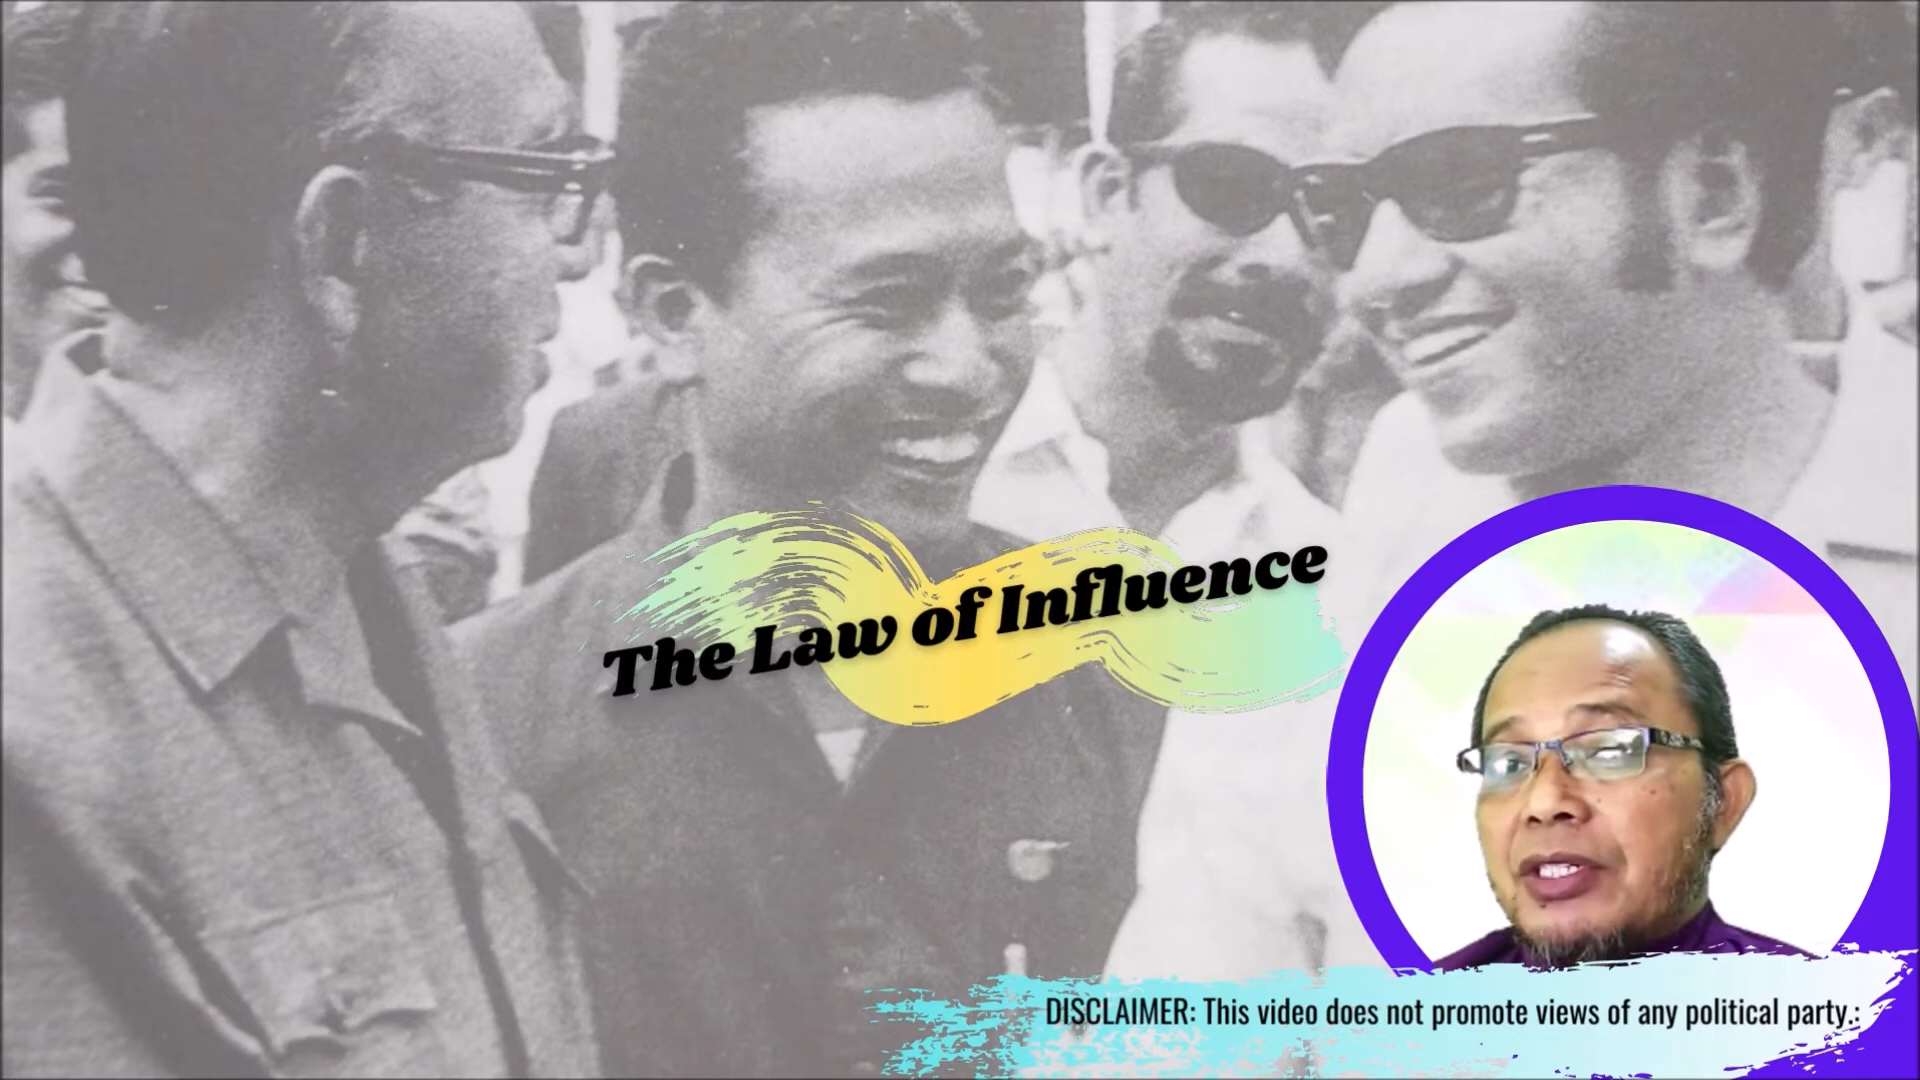 The Law of Influence
DISCLAIMER: This video does not promote views of any political party.: